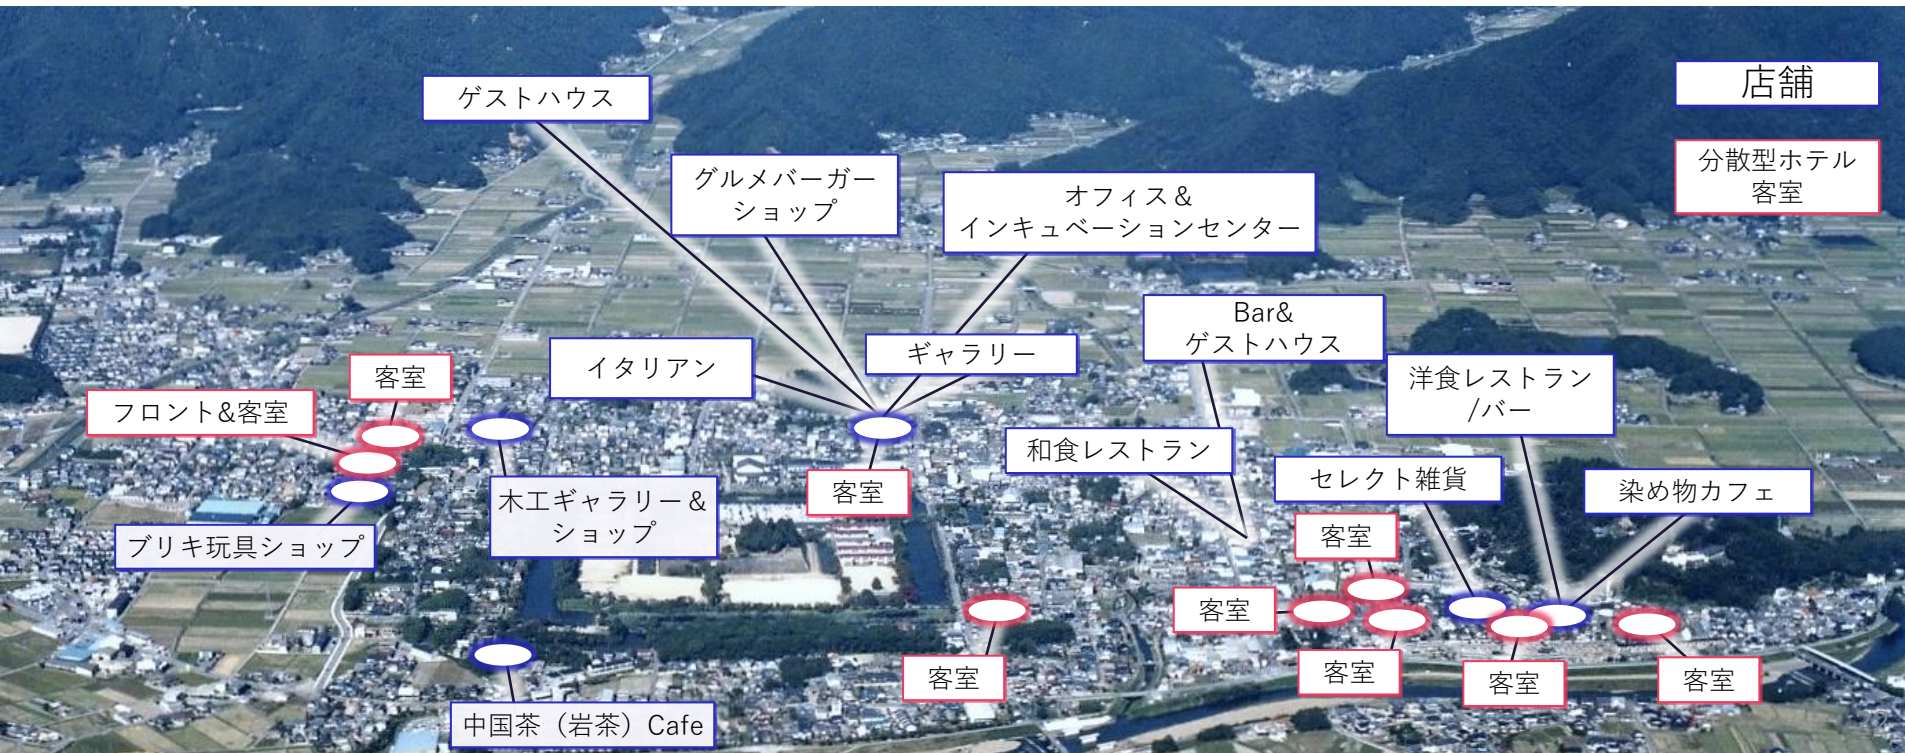 ゲストハウス
店舗
グルメバーガー
ショップ
分散型ホテル
客室
オフィス＆
インキュベーションセンター
Bar&
ゲストハウス
イタリアン
ギャラリー
客室
洋食レストラン
/バー
フロント&客室
和食レストラン
セレクト雑貨
染め物カフェ
木工ギャラリー＆
ショップ
客室
ブリキ玩具ショップ
客室
客室
客室
客室
客室
客室
中国茶（岩茶）Cafe